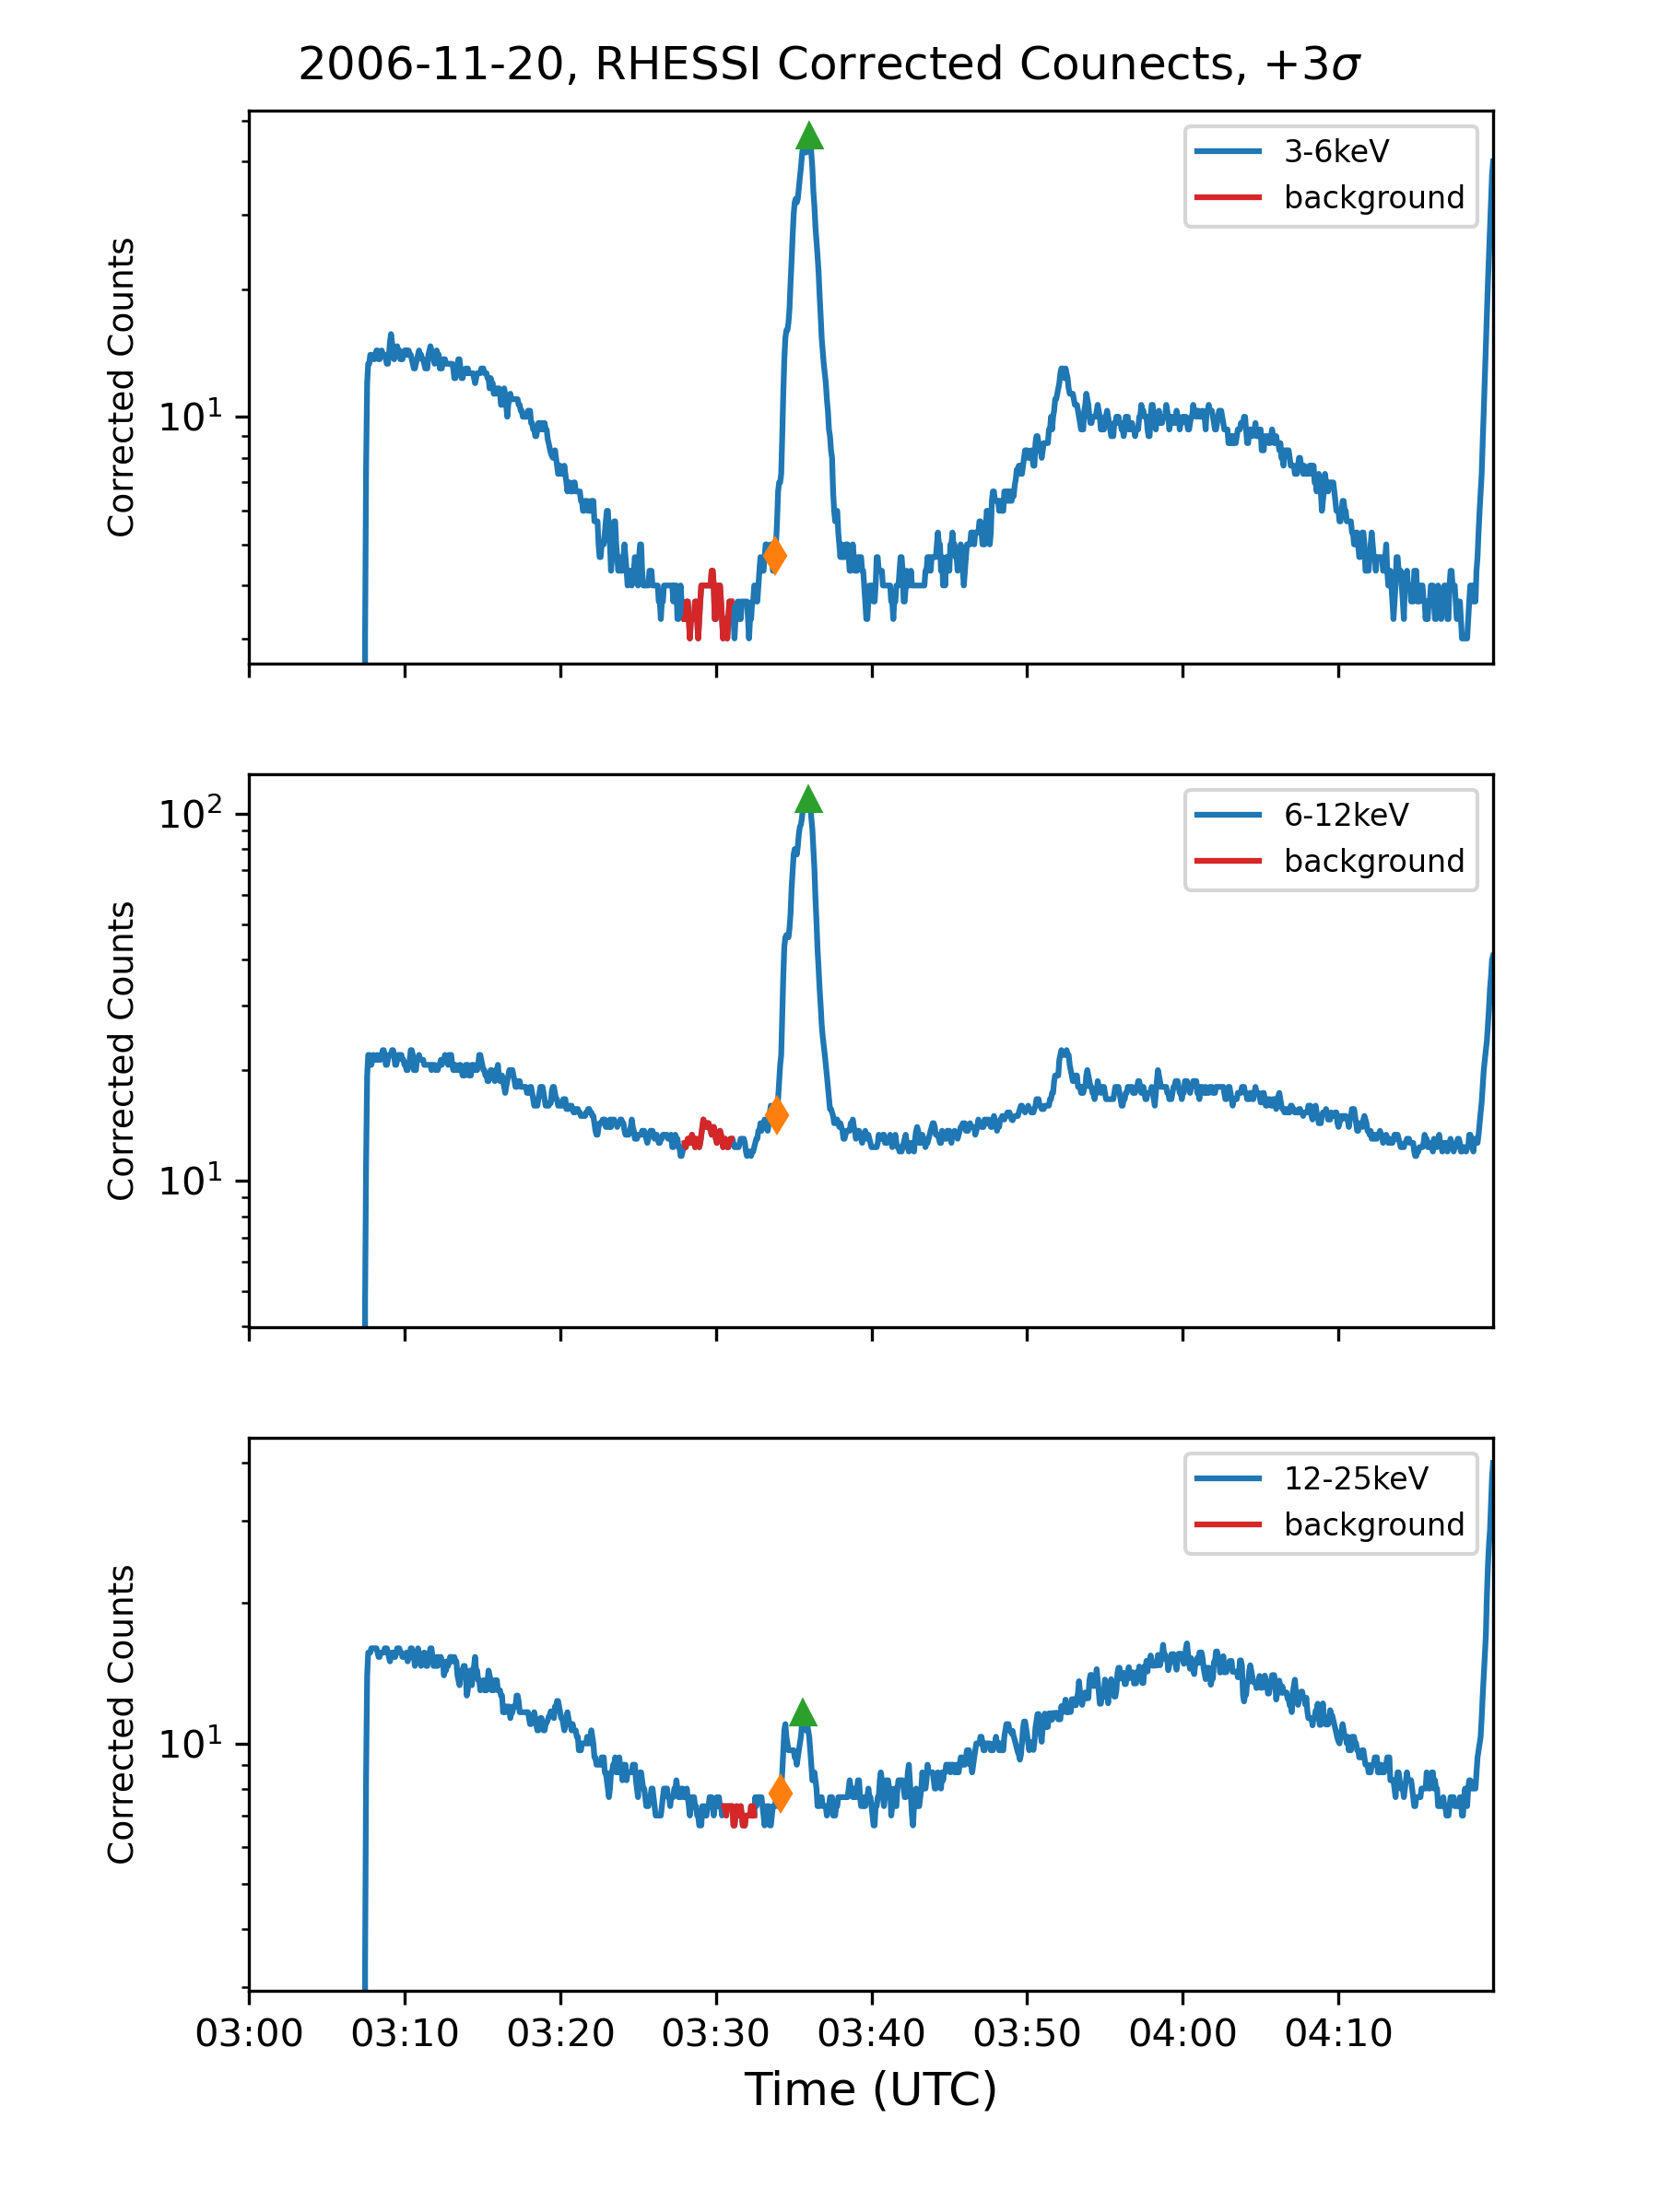 2006-11-20, RHESSI Corrected Counects, +3σ
Corrected Counts
10¹
3-6keV
background
Corrected Counts
10²
10¹
6-12keV
background
Corrected Counts
10¹
12-25keV
background
03:00 03:10 03:20 03:30 03:40 03:50 04:00 04:10
Time (UTC)